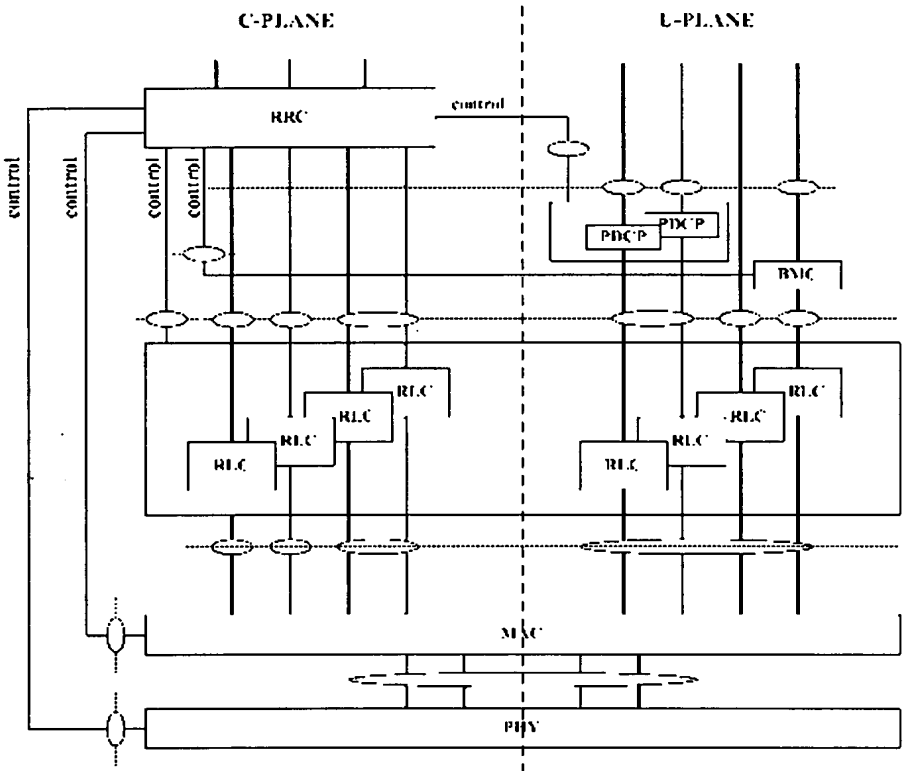 C-PLANE
U-PLANE
RRC
control
control
control
control
control
PDCP
PDCP
BMC
RLC
RLC
RLC
RLC
RLC
RLC
RLC
RLC
MAC
PHY